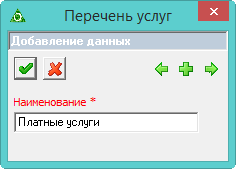 Перечень услуг
Добавление данных
Наименование *
Платные услуги